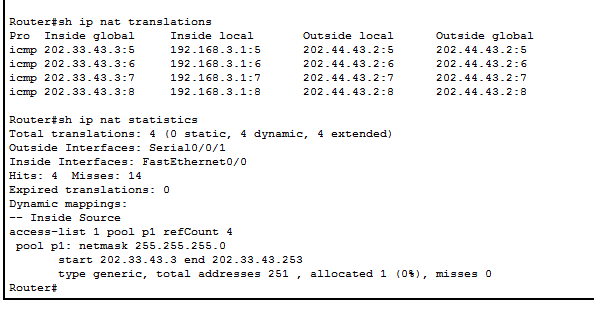 Router#sh ip nat translations
Pro  Inside global     Inside local       Outside local      Outside global
icmp 202.33.43.3:5     192.168.3.1:5      202.44.43.2:5      202.44.43.2:5
icmp 202.33.43.3:6     192.168.3.1:6      202.44.43.2:6      202.44.43.2:6
icmp 202.33.43.3:7     192.168.3.1:7      202.44.43.2:7      202.44.43.2:7
icmp 202.33.43.3:8     192.168.3.1:8      202.44.43.2:8      202.44.43.2:8
Router#sh ip nat statistics
Total translations: 4 (0 static, 4 dynamic, 4 extended)
Outside Interfaces: Serial0/0/1
Inside Interfaces: FastEthernet0/0
Hits: 4  Misses: 14
Expired translations: 0
Dynamic mappings:
-- Inside Source
access-list 1 pool p1 refCount 4
 pool p1: netmask 255.255.255.0
       start 202.33.43.3 end 202.33.43.253
       type generic, total addresses 251 , allocated 1 (0%), misses 0
Router#